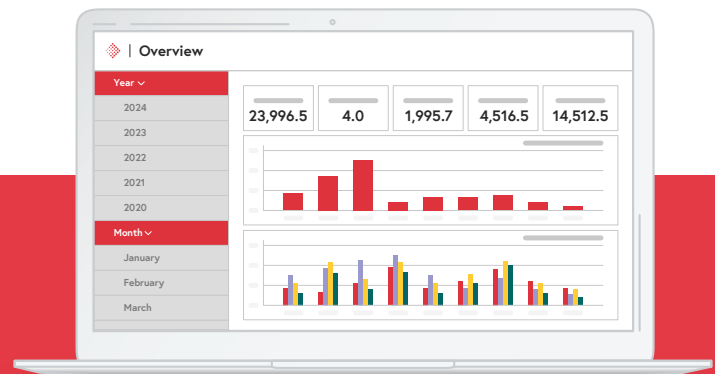 | Overview
Year
2024
2023
2022
2021
2020
Month
January
February
March
23,996.5
4.0
1,995.7
4,516.5
14,512.5